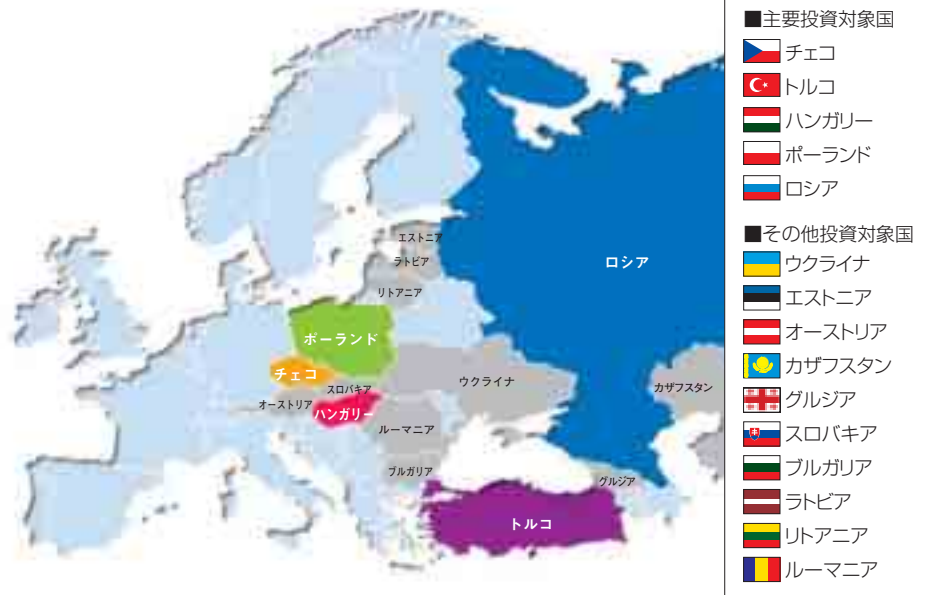 エストニア
ラトビア
ロシア
リトアニア
ポーランド
チェコ
スロバキア
ウクライナ
カザフスタン
オーストリア
ハンガリー
ルーマニア
ブルガリア
グルジア
トルコ
■主要投資対象国
チェコ
トルコ
ハンガリー
ポーランド
ロシア
■その他投資対象国
ウクライナ
エストニア
オーストリア
カザフスタン
グルジア
スロバキア
ブルガリア
ラトビア
リトアニア
ルーマニア